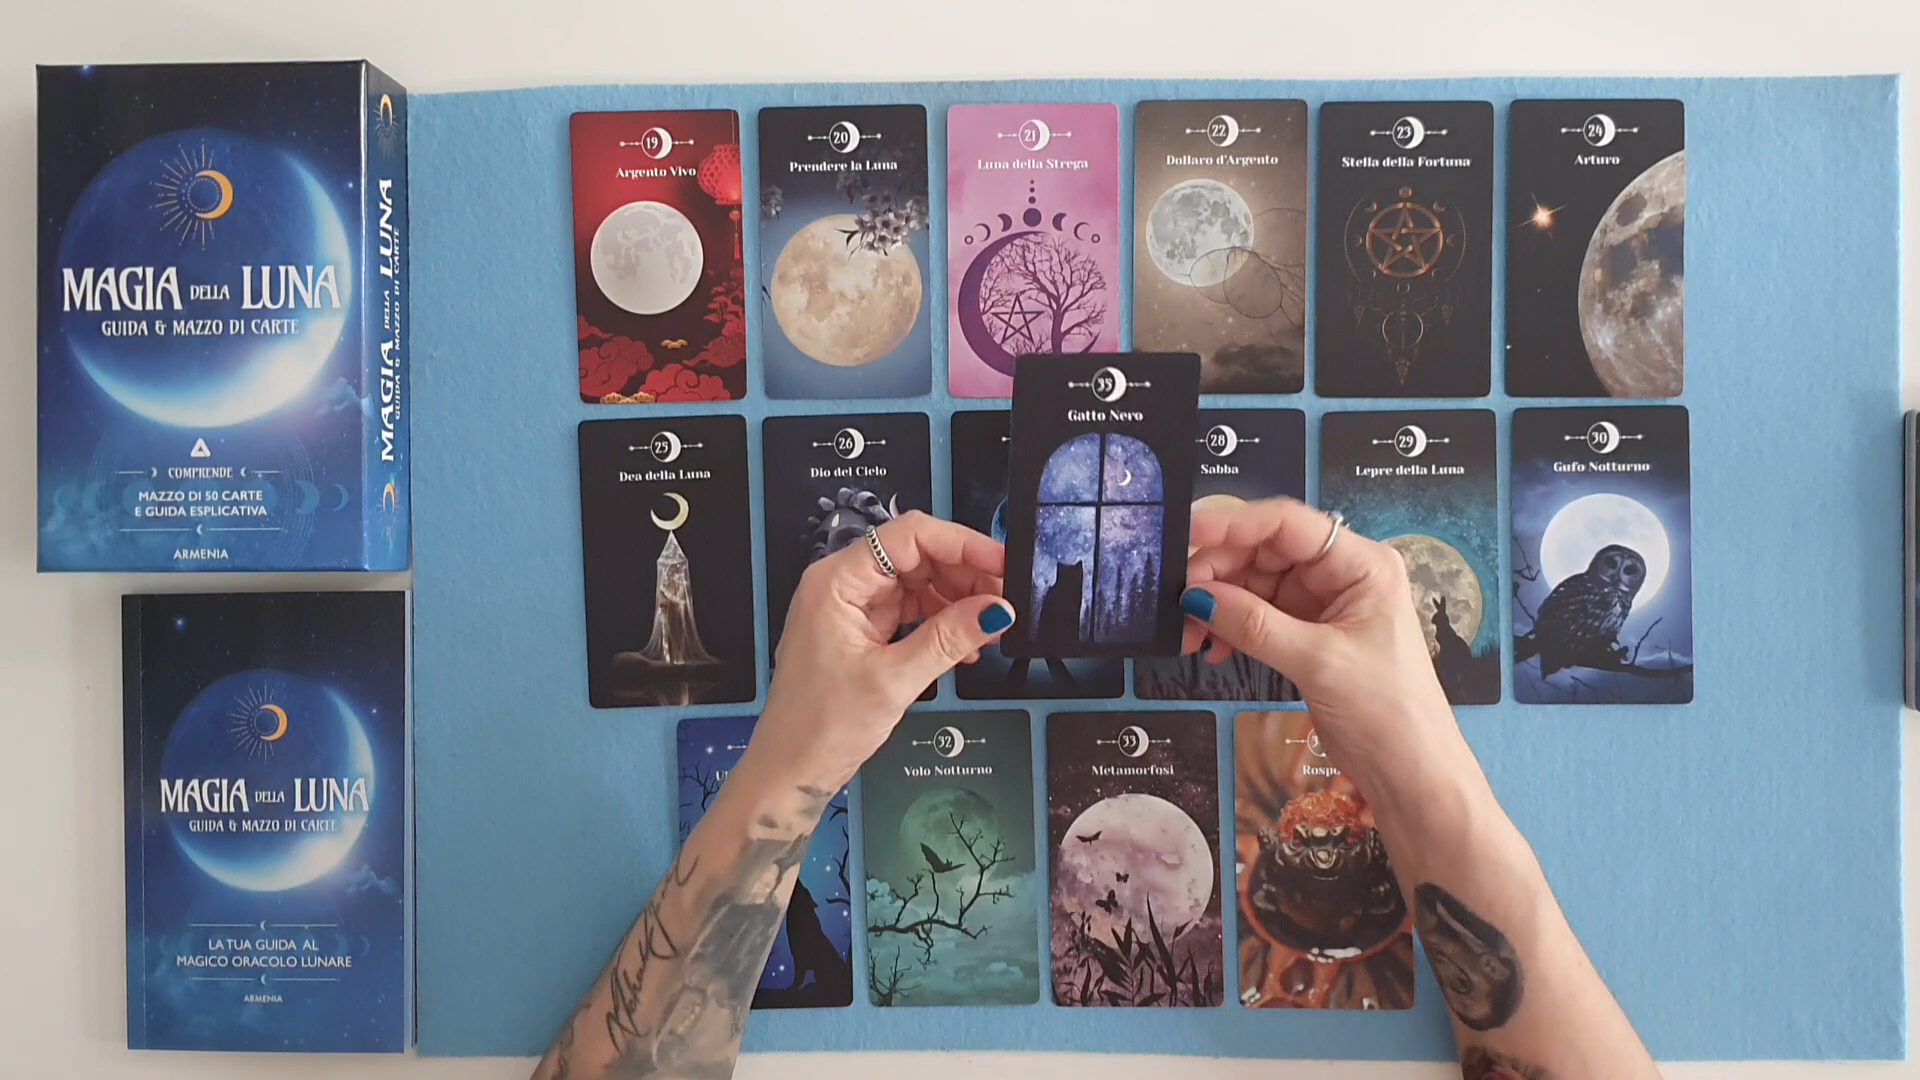 MAGIA DELLA LUNA
GUIDA & MAZZO DI CARTE
COMPRENDE
MAZZO DI 50 CARTE
E GUIDA ESPLICATIVA
ARMENIA
MAGIA DELLA LUNA
GUIDA & MAZZO DI CARTE
MAGIA DELLA LUNA
GUIDA & MAZZO DI CARTE
LA TUA GUIDA AL
MAGICO ORACOLO LUNARE
ARMENIA
19
Argento Vivo
20
Prendere la Luna
21
Luna della Strega
22
Dollaro d'Argento
23
Stella della Fortuna
24
Arturo
25
Dea della Luna
26
Dio del Cielo
35
Gatto Nero
28
Sabba
29
Lepre della Luna
30
Gufo Notturno
32
Volo Notturno
33
Metamorfosi